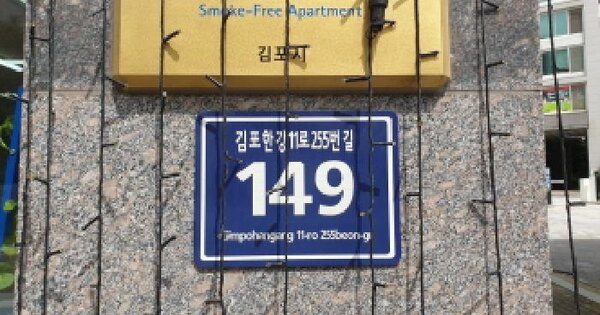 Smoke-Free Apartment
김포시
김포한강11로255번길
149
Gimpohangang 11-ro 255beon-gil